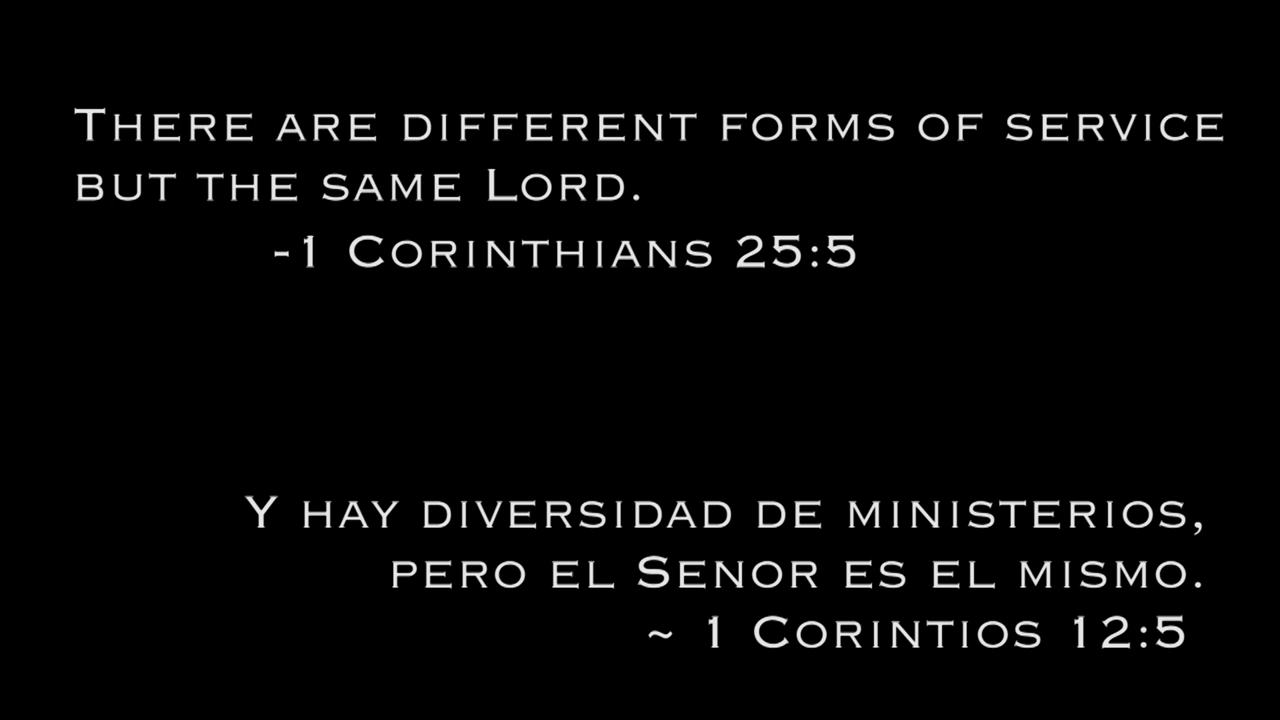 There are different forms of service
but the same Lord.
-1 Corinthians 25:5
Y hay diversidad de ministerios,
pero el Senor es el mismo.
~ 1 Corintios 12:5